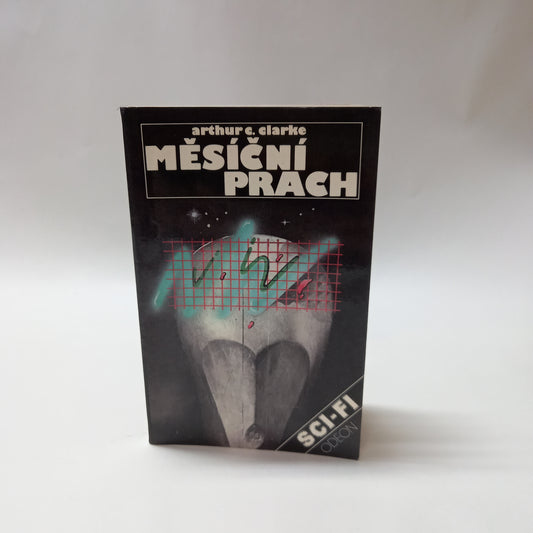 arthur c. clarke
MĚSÍČNÍ
PRACH
SCI-FI
ODEON